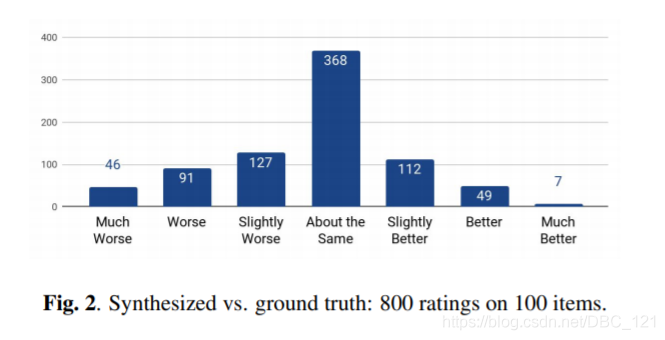 400
300
200
100
0
46
91
127
368
112
49
7
Much Worse
Worse
Slightly Worse
About the Same
Slightly Better
Better
Much Better
Fig. 2. Synthesized vs. ground truth: 800 ratings on 100 items.
https://blog.csdn.net/DBC_121